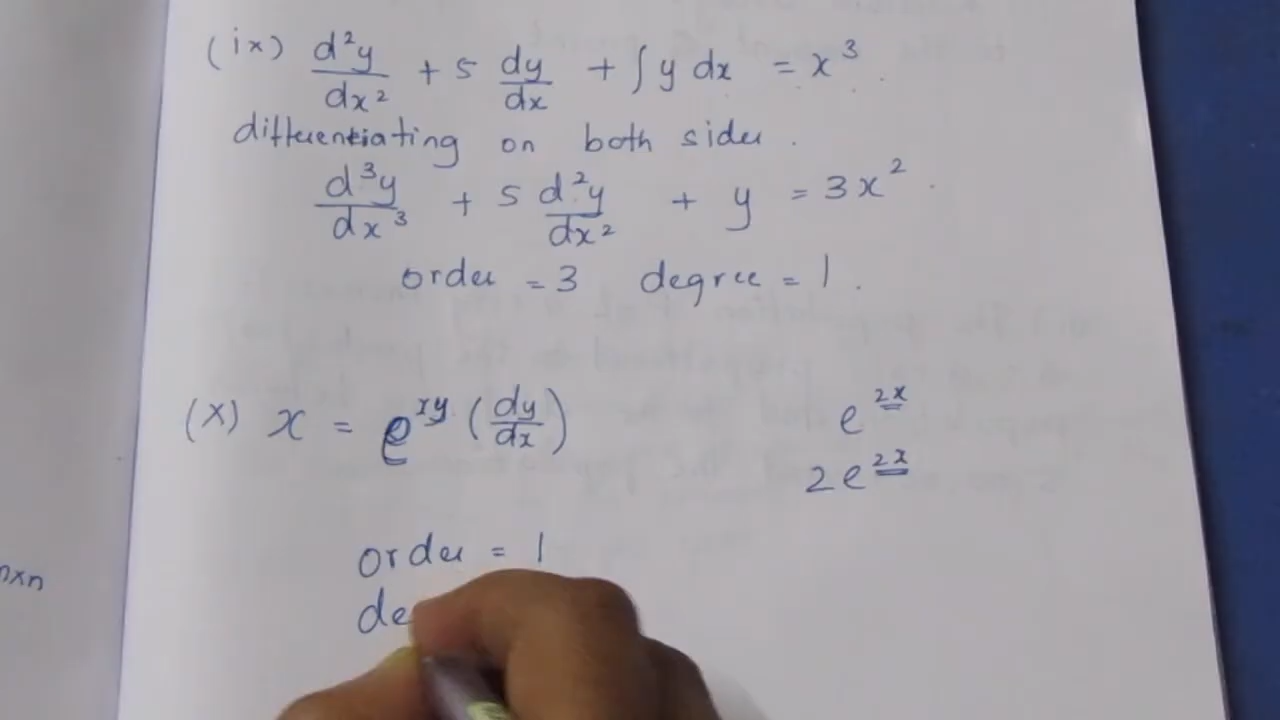 (ix) d²y/dx² + 5 dy/dx + ∫ y dx = x³.
differentiating on both sides.
d³y/dx³ + 5 d²y/dx² + y = 3x².
order = 3 degree = 1.
(x) x = e^xy (dy/dx)
e^2x
2e^2x
order = 1
de
nxn